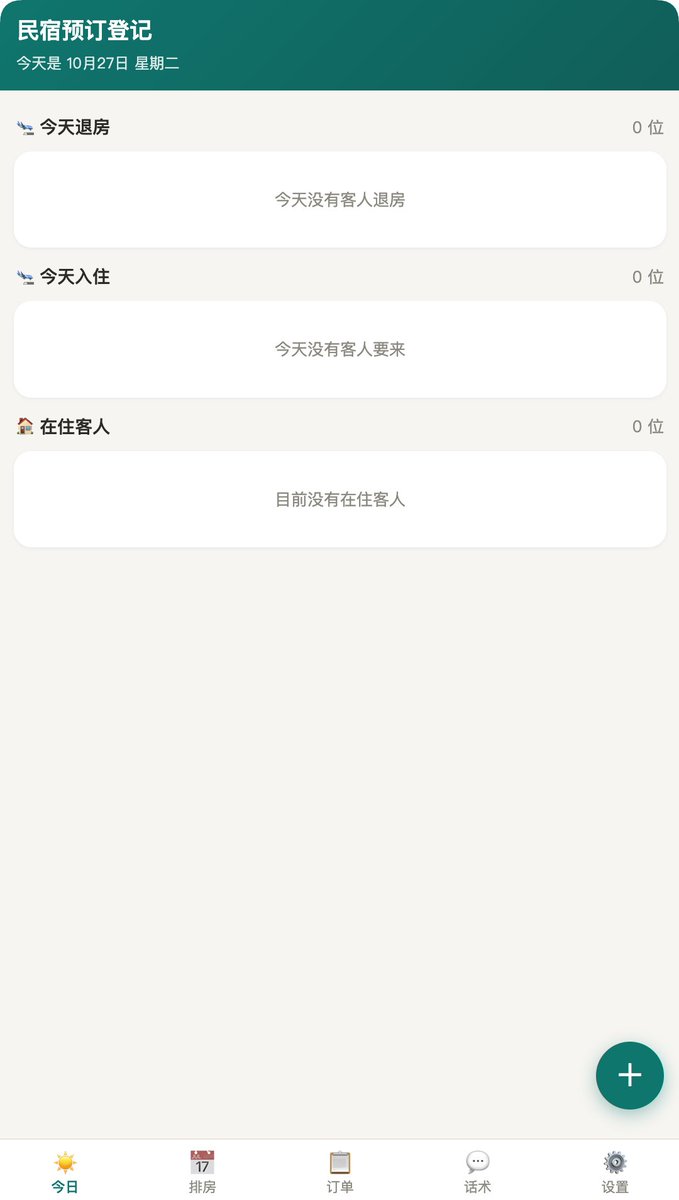 民宿预订登记
今天是 10月27日 星期二
今天退房
0 位
今天没有客人退房
今天入住
0 位
今天没有客人要来
在住客人
0 位
目前没有在住客人
+
17
今日
排房
订单
话术
设置